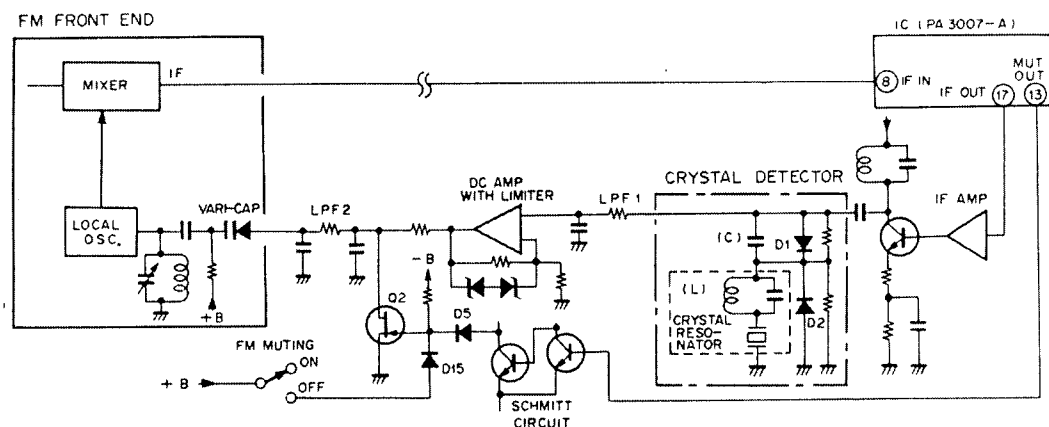 FM FRONT END
IC (PA 3007-A)
MIXER
IF
8
IF IN
IF OUT
17
MUT
OUT
13
CRYSTAL DETECTOR
IF AMP
DC AMP
WITH LIMITER
LPF 1
LPF 2
VARI-CAP
LOCAL
OSC.
(C)
D1
(L)
D2
CRYSTAL
RESO-
NATOR
+B
-B
Q2
D5
D15
FM MUTING
ON
+ B
OFF
SCHMITT
CIRCUIT